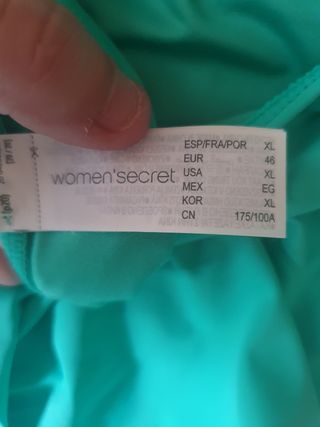 women'secret
ESP/FRA/POR XL
EUR 46
USA XL
MEX EG
KOR XL
CN 175/100A